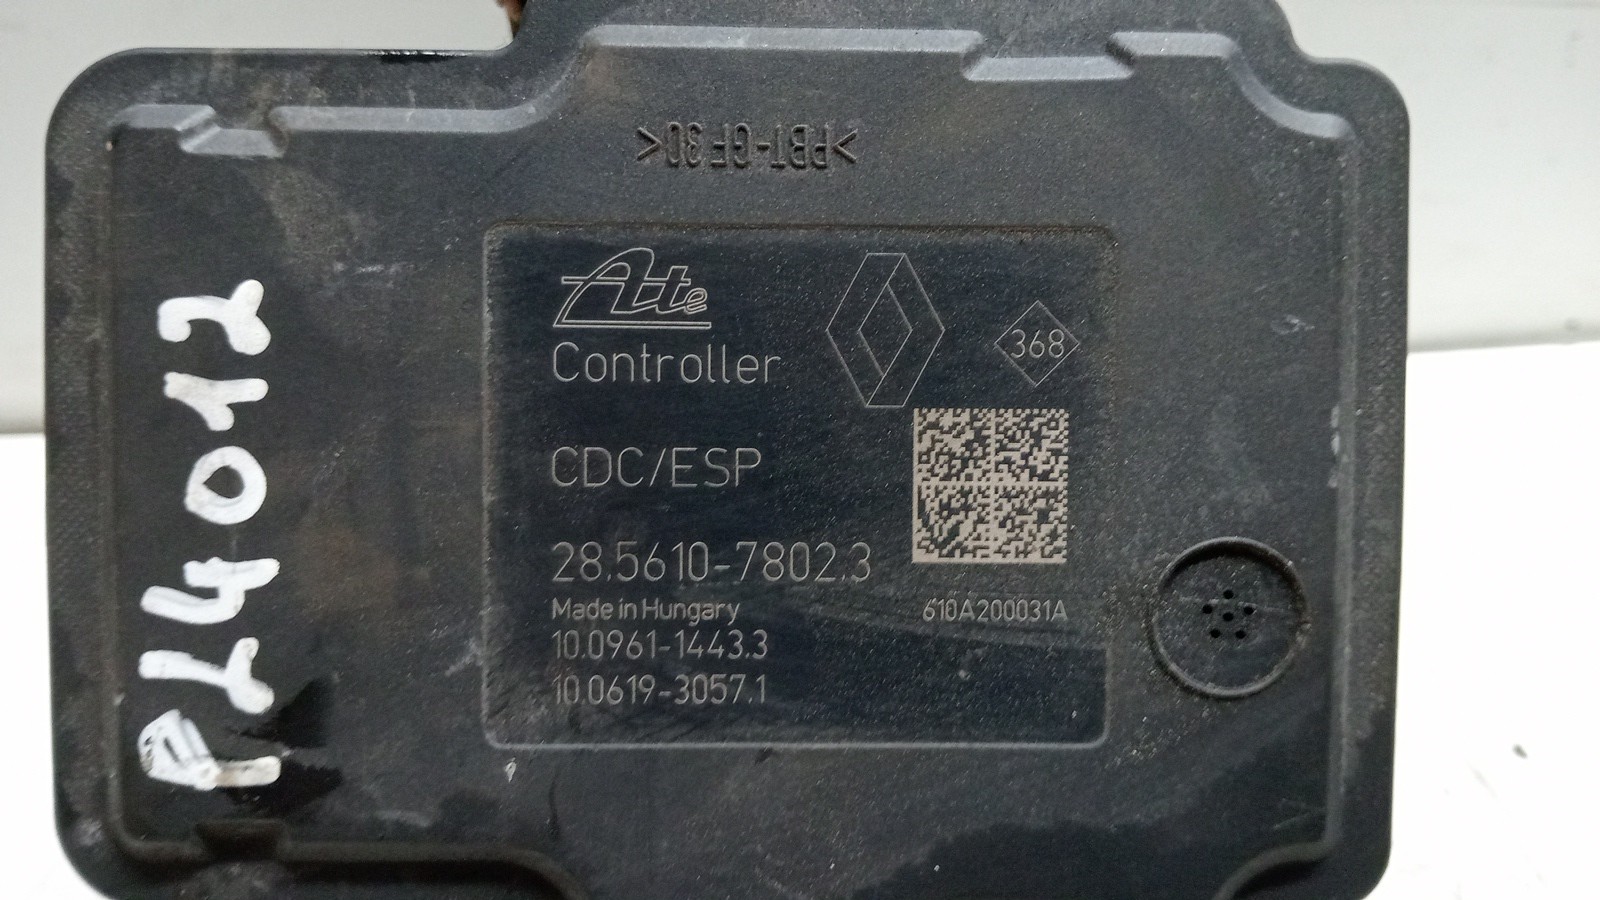 >PBT-GF30<
Ate
Controller
368
CDC/ESP
28.5610-7802.3
Made in Hungary
610A200031A
10.0961-1443.3
10.0619-3057.1
P24012